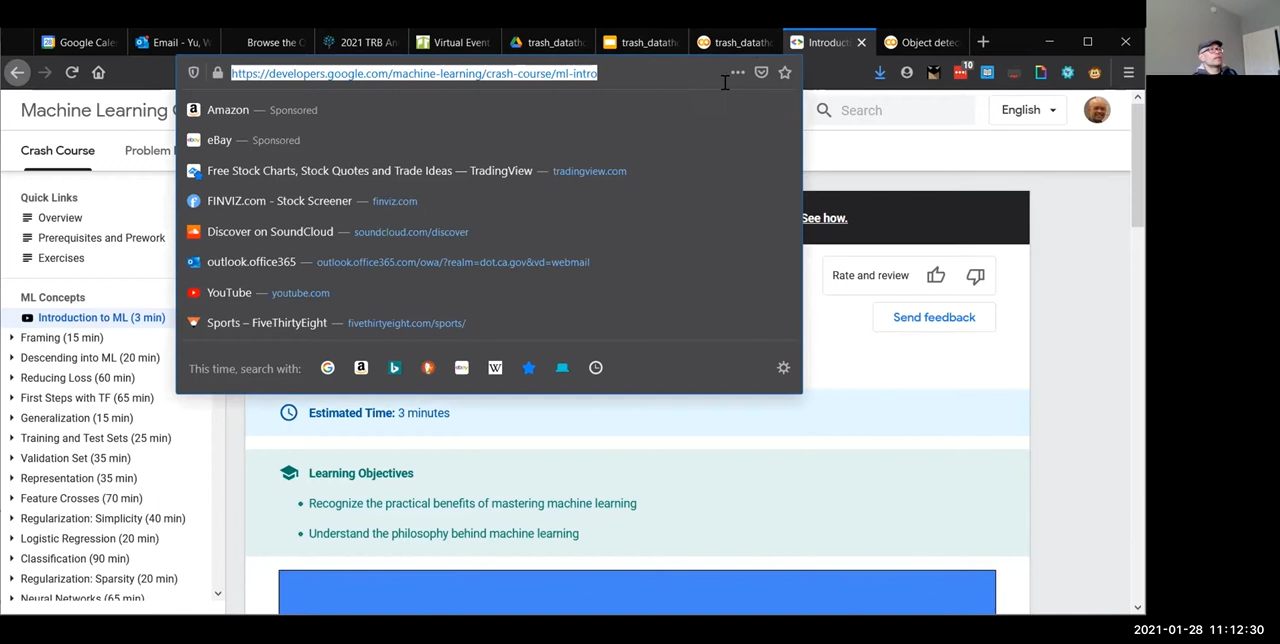 Google Cale
Email - Yu, W
Browse the C
2021 TRB An
Virtual Event
trash_datath
trash_datath
trash_datath
Introduct
Object detec
https://developers.google.com/machine-learning/crash-course/ml-intro
10
Machine Learning C
Search
English
Amazon — Sponsored
Crash Course
Problem
eBay — Sponsored
Free Stock Charts, Stock Quotes and Trade Ideas — TradingView — tradingview.com
Quick Links
FINVIZ.com - Stock Screener — finviz.com
Overview
See how.
Discover on SoundCloud — soundcloud.com/discover
Prerequisites and Prework
Exercises
outlook.office365 — outlook.office365.com/owa/?realm=dot.ca.gov&vd=webmail
Rate and review
YouTube — youtube.com
ML Concepts
Introduction to ML (3 min)
Sports – FiveThirtyEight — fivethirtyeight.com/sports/
Send feedback
Framing (15 min)
Descending into ML (20 min)
This time, search with:
Reducing Loss (60 min)
First Steps with TF (65 min)
Estimated Time: 3 minutes
Generalization (15 min)
Training and Test Sets (25 min)
Validation Set (35 min)
Learning Objectives
Representation (35 min)
Feature Crosses (70 min)
Recognize the practical benefits of mastering machine learning
Regularization: Simplicity (40 min)
Logistic Regression (20 min)
Understand the philosophy behind machine learning
Classification (90 min)
Regularization: Sparsity (20 min)
Neural Networks (65 min)
2021-01-28 11:12:30